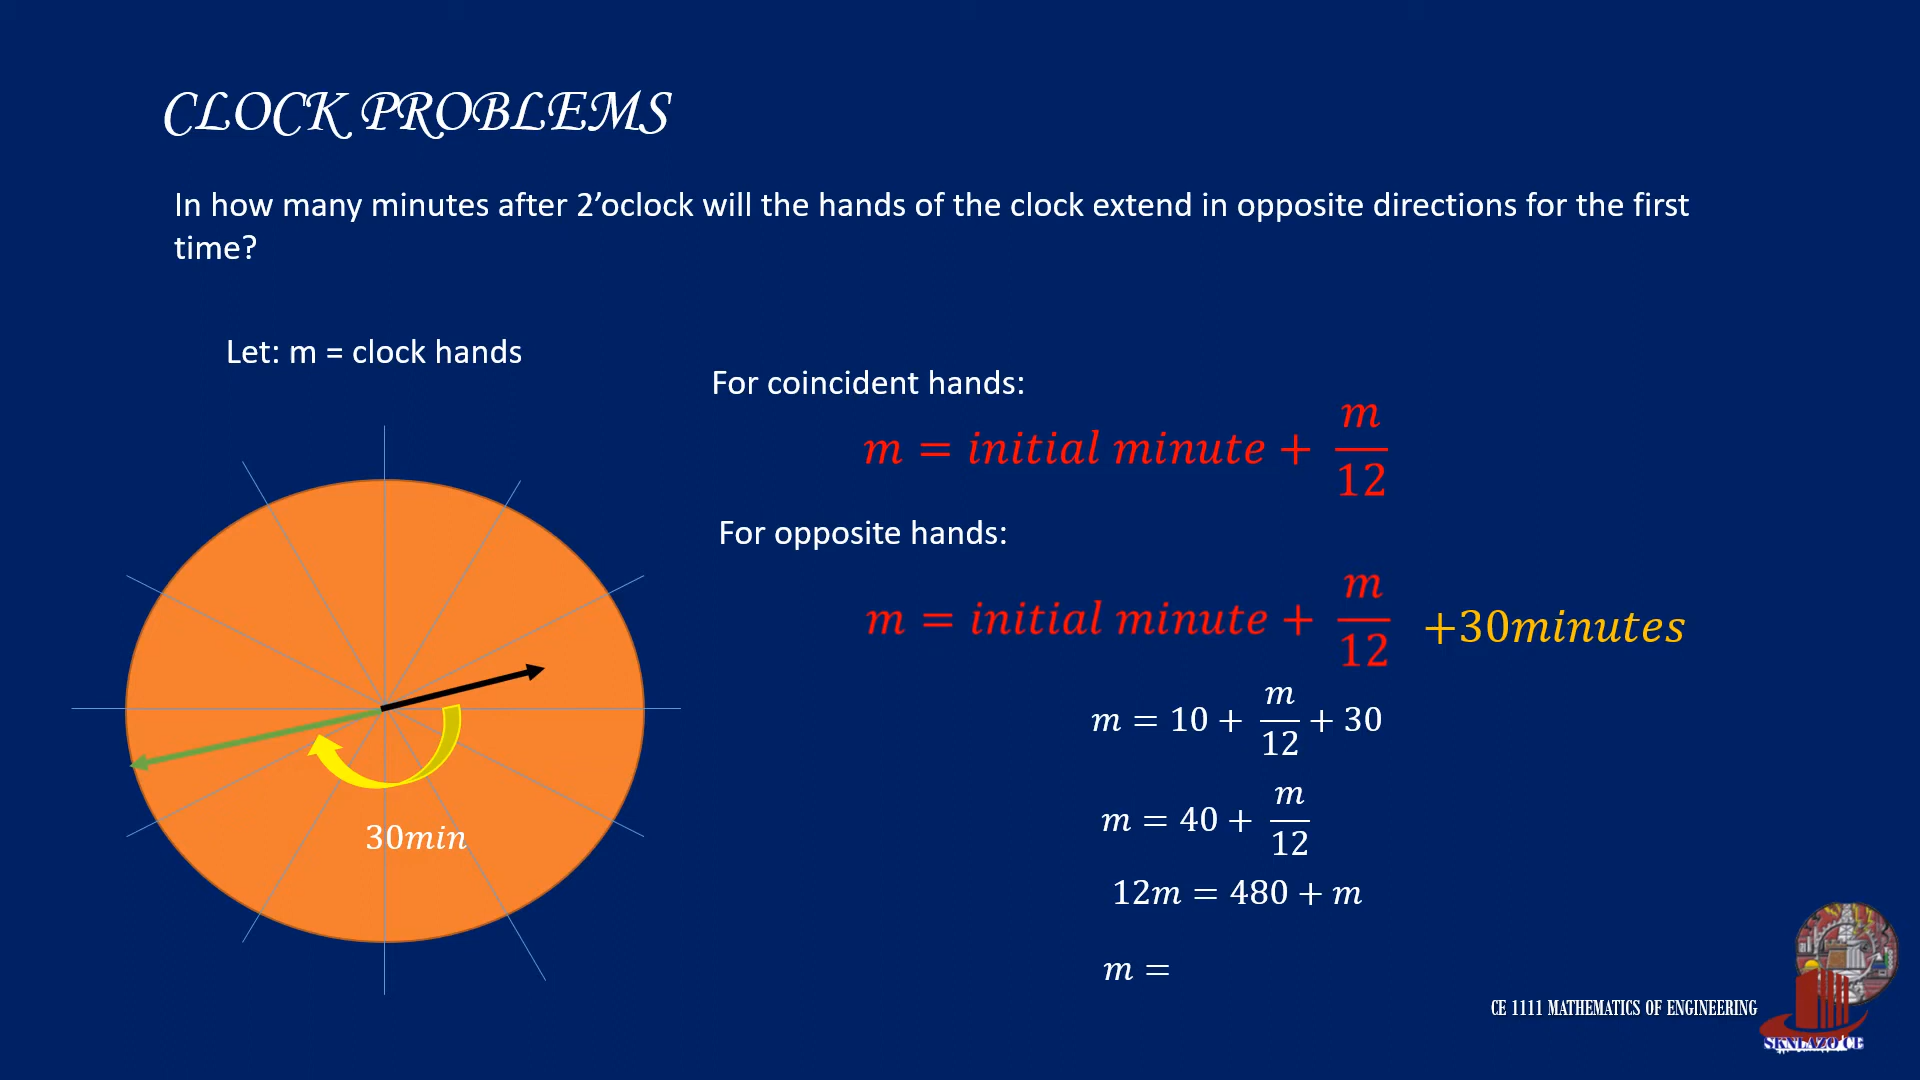 CLOCK PROBLEMS
In how many minutes after 2’oclock will the hands of the clock extend in opposite directions for the first
time?
Let: m = clock hands
For coincident hands:
m = initial minute + m/12
For opposite hands:
m = initial minute + m/12 +30minutes
m = 10 + m/12 + 30
m = 40 + m/12
12m = 480 + m
m =
30min
CE 1111 MATHEMATICS OF ENGINEERING
SKNLAZO CE